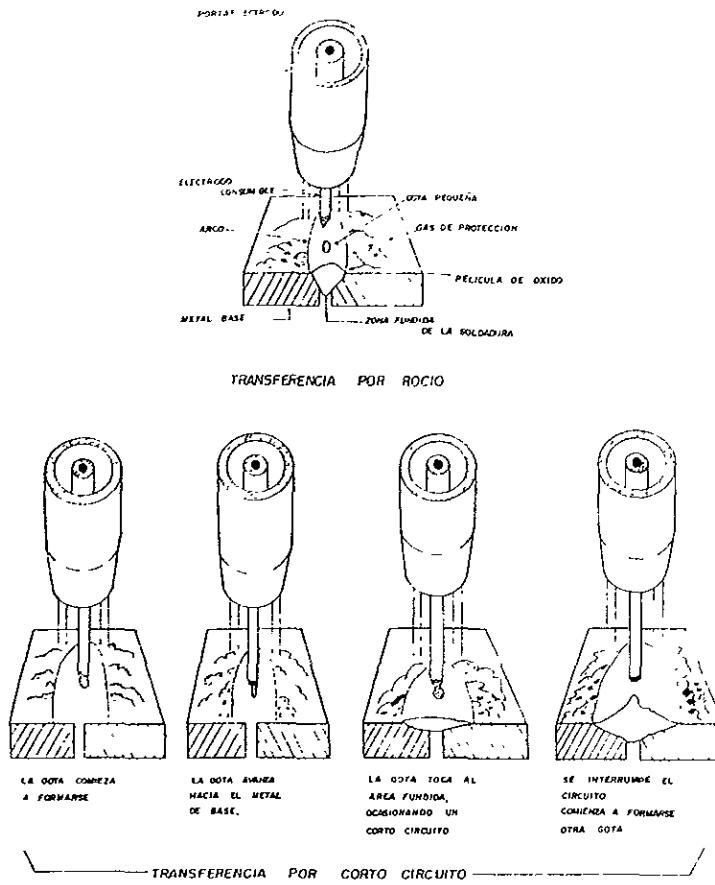 ELECTRODO
CONSUMIBLE
GOTA PEQUEÑA
ARCO
GAS DE PROTECCION
PELICULA DE OXIDO
METAL BASE
ZONA FUNDIDA
DE LA SOLDADURA
TRANSFERENCIA POR ROCIO
LA GOTA COMIEZA
A FORMARSE
LA GOTA AVANZA
HACIA EL METAL
DE BASE.
LA GOTA TOCA AL
AREA FUNDIDA,
OCASIONANDO UN
CORTO CIRCUITO
SE INTERRUMPE EL
CIRCUITO
COMIENZA A FORMARSE
OTRA GOTA
TRANSFERENCIA POR CORTO CIRCUITO